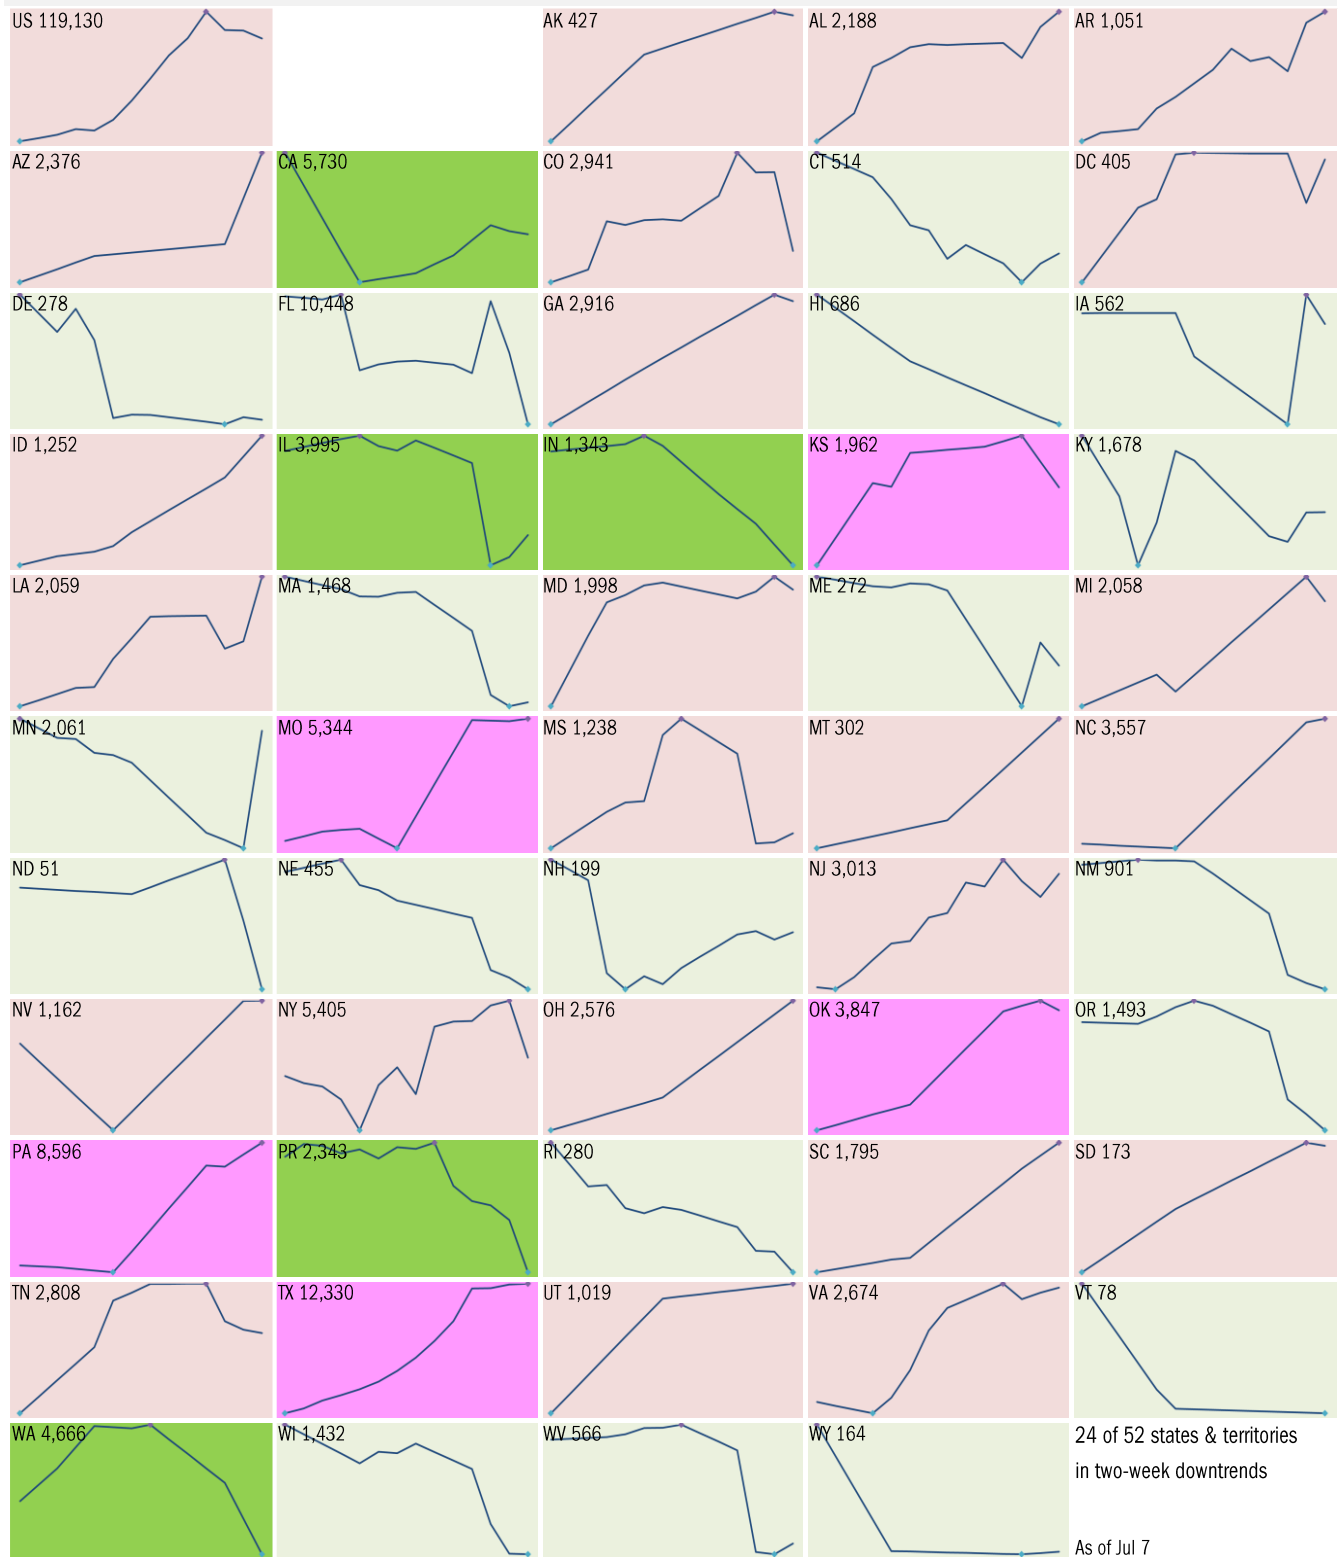 US 119,130
AK 427
AL 2,188
AR 1,051
AZ 2,376
CA 5,730
CO 2,941
CT 514
DC 405
DE 278
FL 10,448
GA 2,916
HI 686
IA 562
ID 1,252
IL 3,995
IN 1,343
KS 1,962
KY 1,678
LA 2,059
MA 1,468
MD 1,998
ME 272
MI 2,058
MN 2,061
MO 5,344
MS 1,238
MT 302
NC 3,557
ND 51
NE 455
NH 199
NJ 3,013
NM 901
NV 1,162
NY 5,405
OH 2,576
OK 3,847
OR 1,493
PA 8,596
PR 2,343
RI 280
SC 1,795
SD 173
TN 2,808
TX 12,330
UT 1,019
VA 2,674
VT 78
WA 4,666
WI 1,432
WV 566
WY 164
24 of 52 states & territories
in two-week downtrends
As of Jul 7